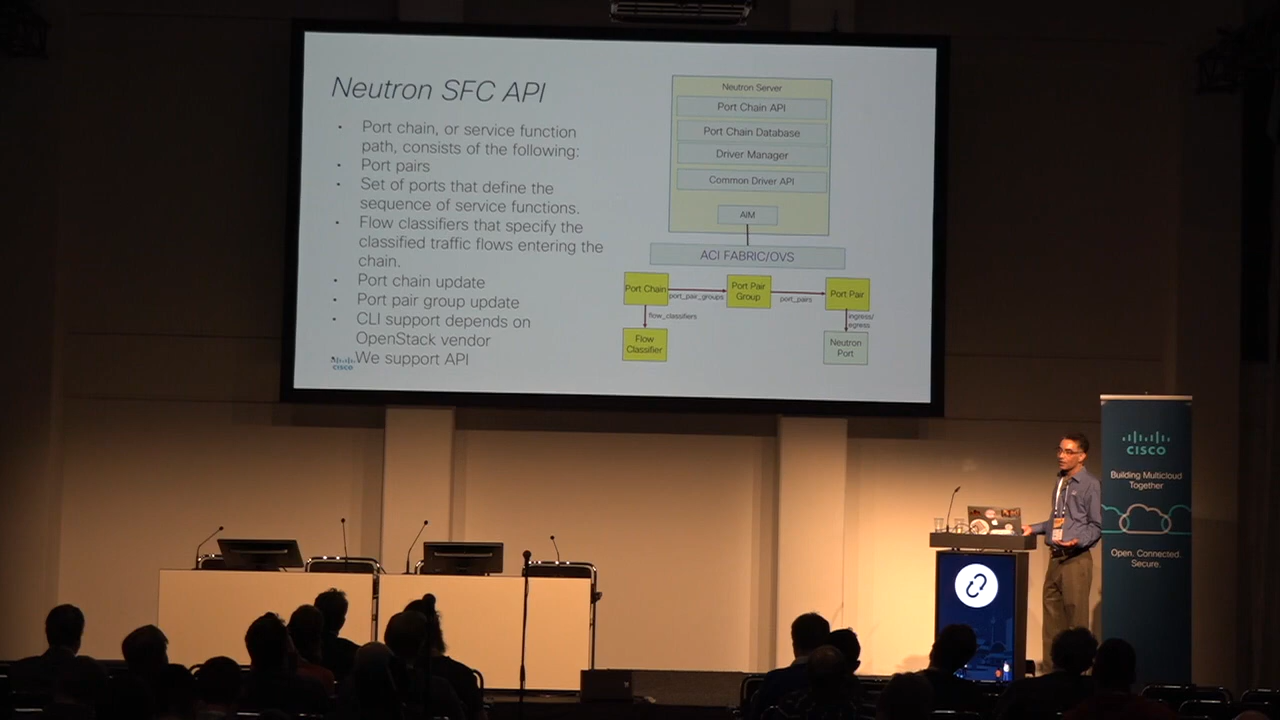 Neutron SFC API
• Port chain, or service function
path, consists of the following:
• Port pairs
• Set of ports that define the
sequence of service functions.
• Flow classifiers that specify the
classified traffic flows entering the
chain.
• Port chain update
• Port pair group update
• CLI support depends on
OpenStack vendor
• We support API
CISCO
Neutron Server
Port Chain API
Port Chain Database
Driver Manager
Common Driver API
AIM
ACI FABRIC/OVS
Port Chain
port_pair_groups
Port Pair
Group
port_pairs
Port Pair
flow_classifiers
ingress/
egress
Flow
Classifier
Neutron
Port
CISCO
Building Multicloud
Together
Open. Connected.
Secure.